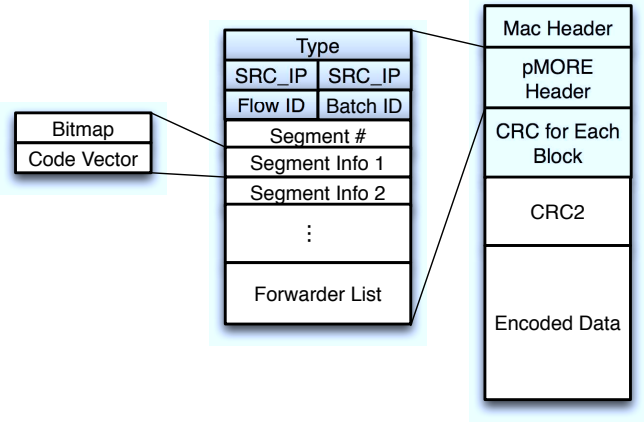 Bitmap
Code Vector
Type
SRC_IP SRC_IP
Flow ID Batch ID
Segment #
Segment Info 1
Segment Info 2
⋮
Forwarder List
Mac Header
pMORE
Header
CRC for Each
Block
CRC2
Encoded Data